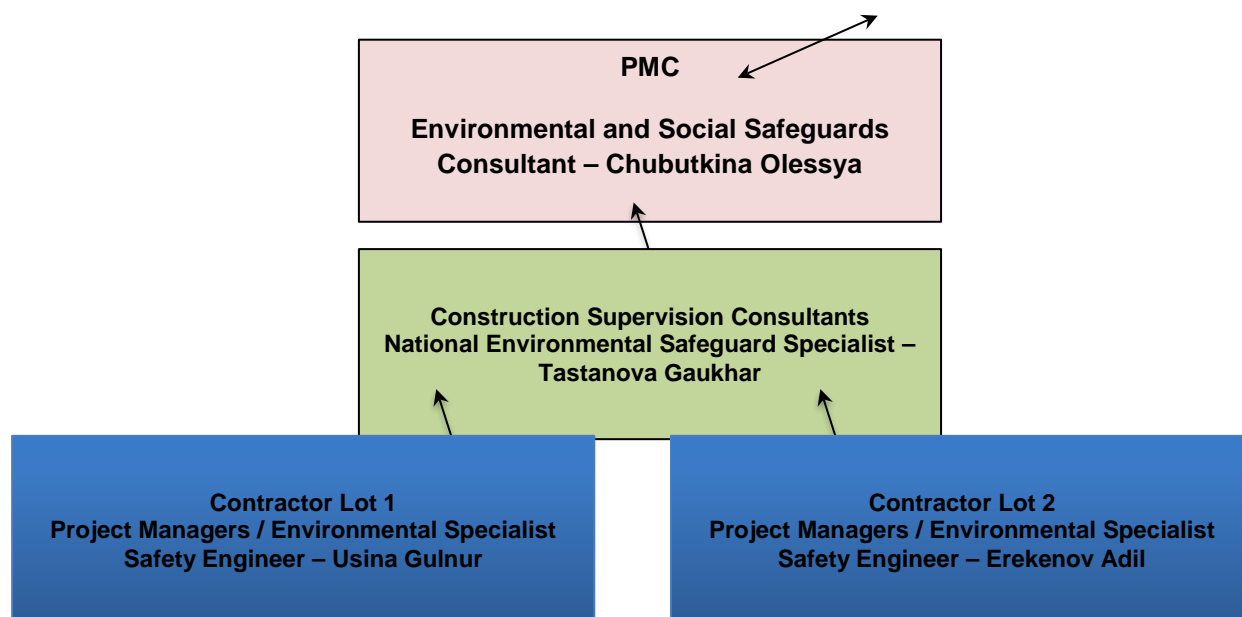 PMC
Environmental and Social Safeguards
Consultant – Chubutkina Olessya
Construction Supervision Consultants
National Environmental Safeguard Specialist –
Tastanova Gaukhar
Contractor Lot 1
Project Managers / Environmental Specialist
Safety Engineer – Usina Gulnur
Contractor Lot 2
Project Managers / Environmental Specialist
Safety Engineer – Erekenov Adil